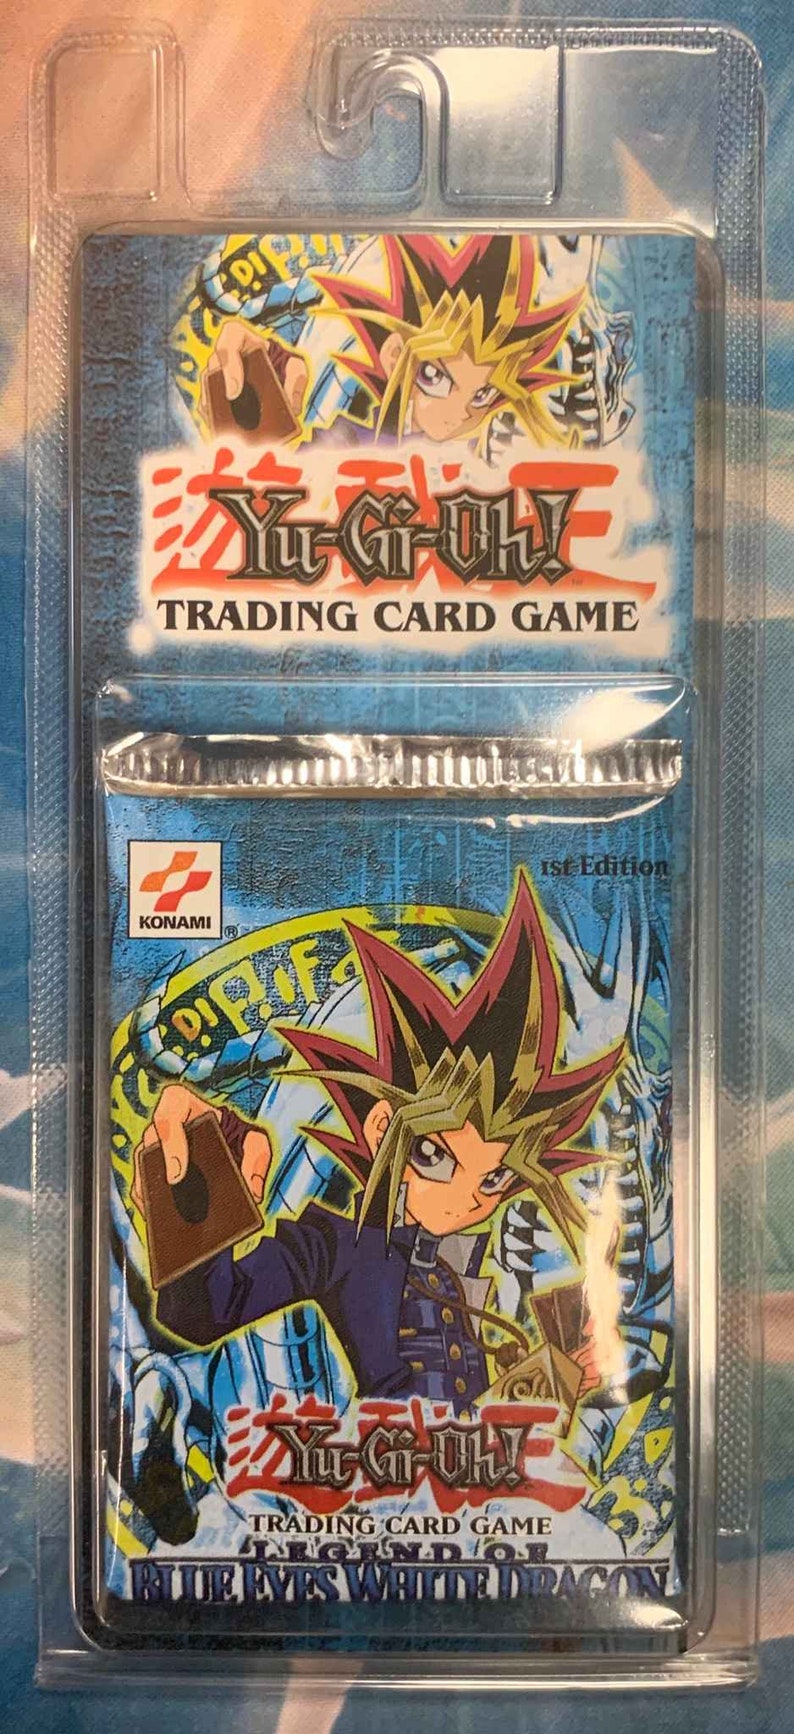 遊戯王
Yu-Gi-Oh!
™
TRADING CARD GAME
KONAMI
®
1st Edition
遊戯王
Yu-Gi-Oh!
TRADING CARD GAME
LEGEND OF
BLUE EYES WHITE DRAGON